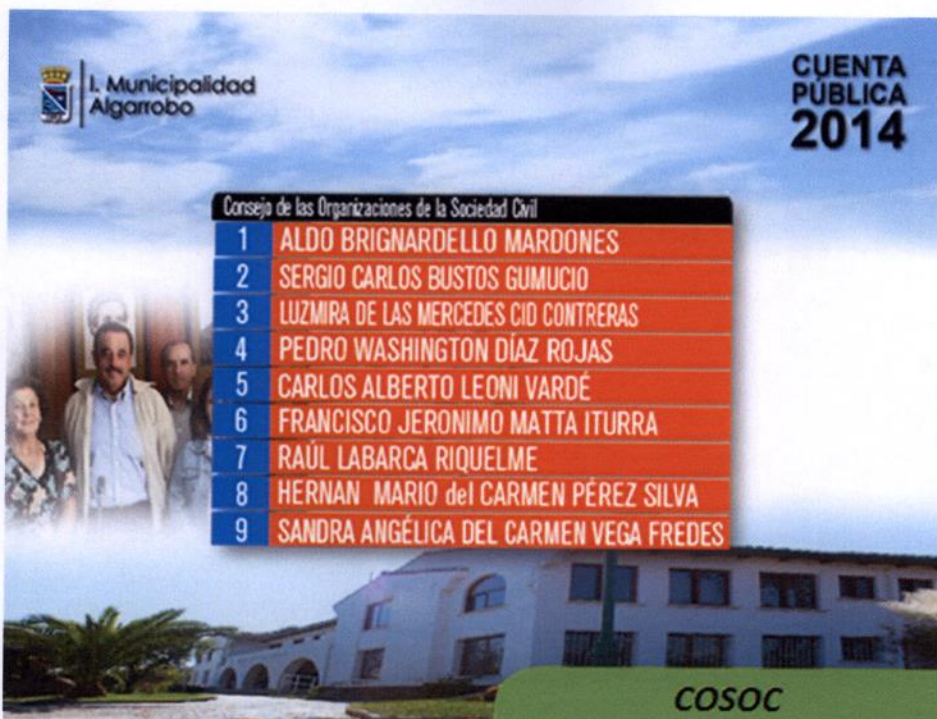 I. Municipalidad
Algarrobo
CUENTA
PÚBLICA
2014
Consejo de las Organizaciones de la Sociedad Civil
1 ALDO BRIGNARDELLO MARDONES
2 SERGIO CARLOS BUSTOS GUMUCIO
3 LUZMIRA DE LAS MERCEDES CID CONTRERAS
4 PEDRO WASHINGTON DÍAZ ROJAS
5 CARLOS ALBERTO LEONI VARDÉ
6 FRANCISCO JERONIMO MATTA ITURRA
7 RAÚL LABARCA RIQUELME
8 HERNAN MARIO del CARMEN PÉREZ SILVA
9 SANDRA ANGÉLICA DEL CARMEN VEGA FREDES
COSOC